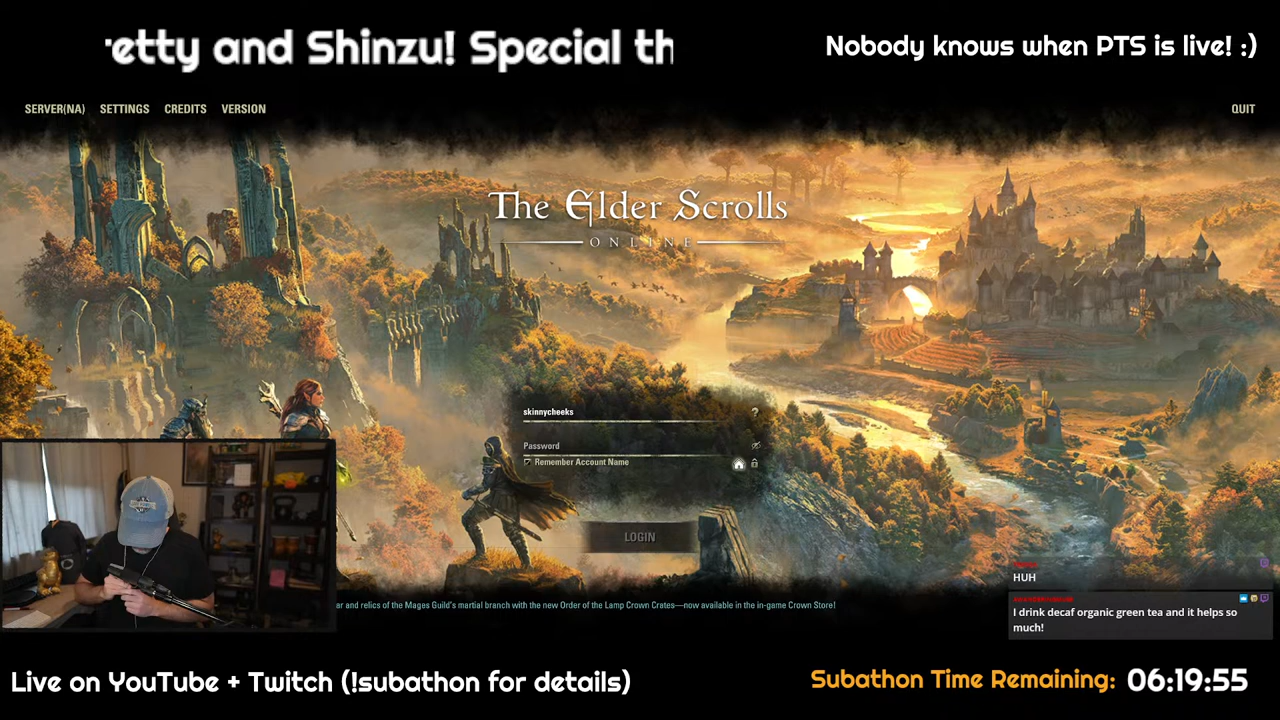 etty and Shinzu! Special th
Nobody knows when PTS is live! :)
SERVER(NA) SETTINGS CREDITS VERSION QUIT
The Elder Scrolls
ONLINE
skinnycheeks
?
Password
Remember Account Name
LOGIN
ar and relics of the Mages Guild's martial branch with the new Order of the Lamp Crown Crates—now available in the in-game Crown Store!
HUH
I drink decaf organic green tea and it helps so
much!
Live on YouTube + Twitch (!subathon for details)
Subathon Time Remaining: 06:19:55